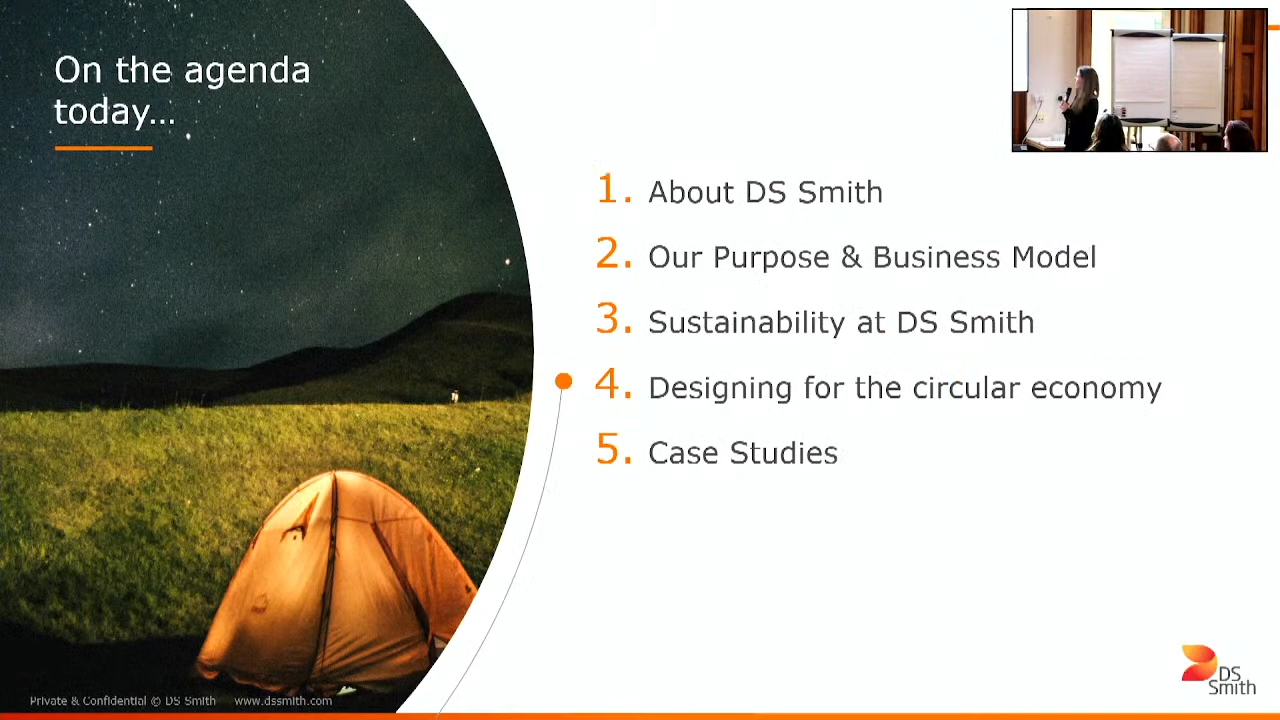 On the agenda
today…
1. About DS Smith
2. Our Purpose & Business Model
3. Sustainability at DS Smith
4. Designing for the circular economy
5. Case Studies
Private & Confidential © DS Smith www.dssmith.com
DS
Smith